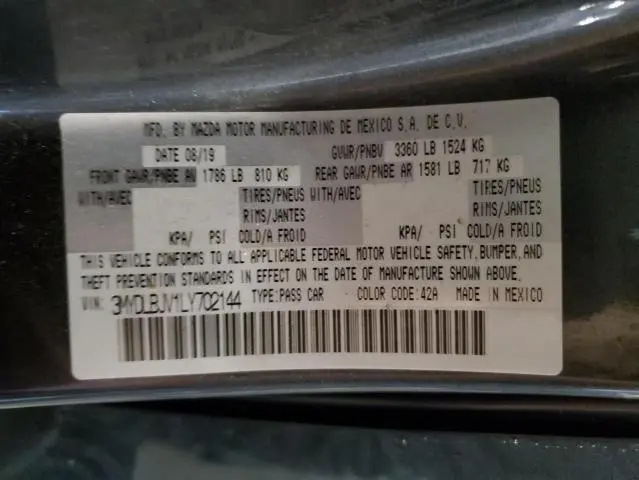 MFD. BY MAZDA MOTOR MANUFACTURING DE MEXICO S.A. DE C.V.
DATE 08/19 GVWR/PNBV 3360 LB 1524 KG
FRONT GAWR/PNBE AV 1786 LB 810 KG REAR GAWR/PNBE AR 1581 LB 717 KG
WITH/AVEC TIRES/PNEUS WITH/AVEC TIRES/PNEUS
RIMS/JANTES RIMS/JANTES
KPA/ PSI COLD/A FROID KPA/ PSI COLD/A FROID
THIS VEHICLE CONFORMS TO ALL APPLICABLE FEDERAL MOTOR VEHICLE SAFETY, BUMPER, AND
THEFT PREVENTION STANDARDS IN EFFECT ON THE DATE OF MANUFACTURE SHOWN ABOVE.
VIN: 3MYDLBJV1LY702144 TYPE:PASS CAR COLOR CODE:42A MADE IN MEXICO